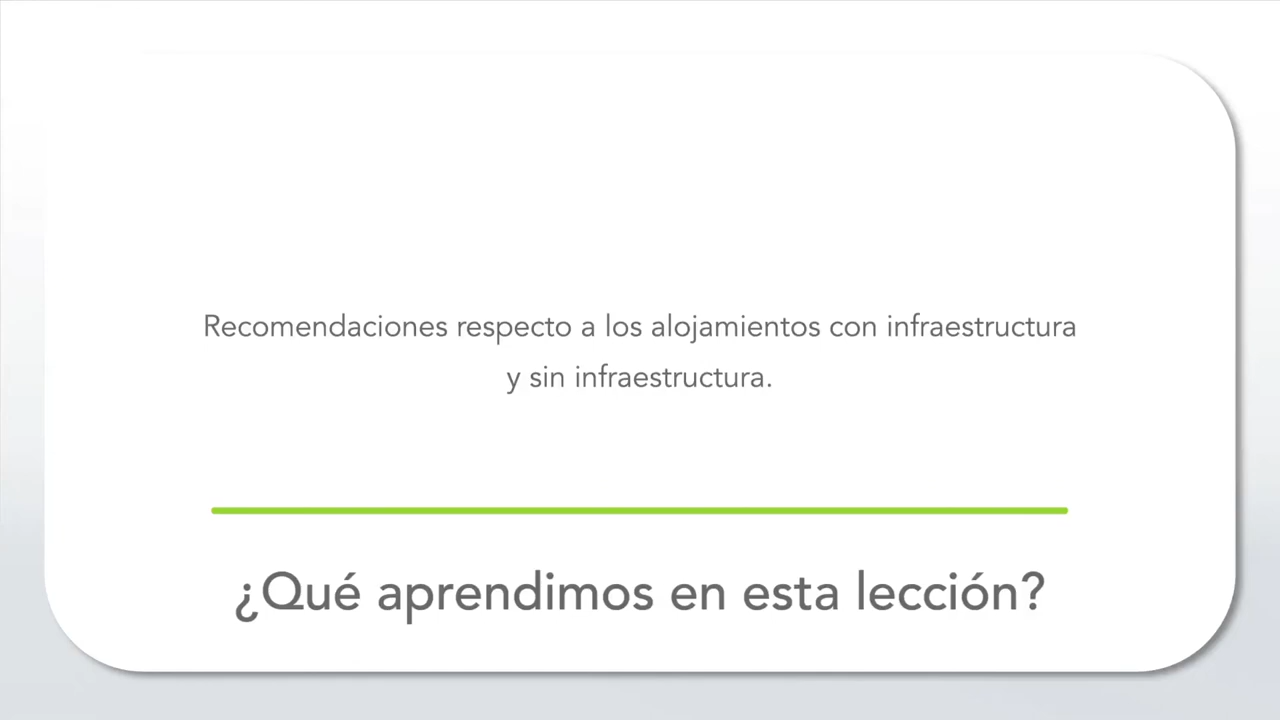 Recomendaciones respecto a los alojamientos con infraestructura
y sin infraestructura.
¿Qué aprendimos en esta lección?